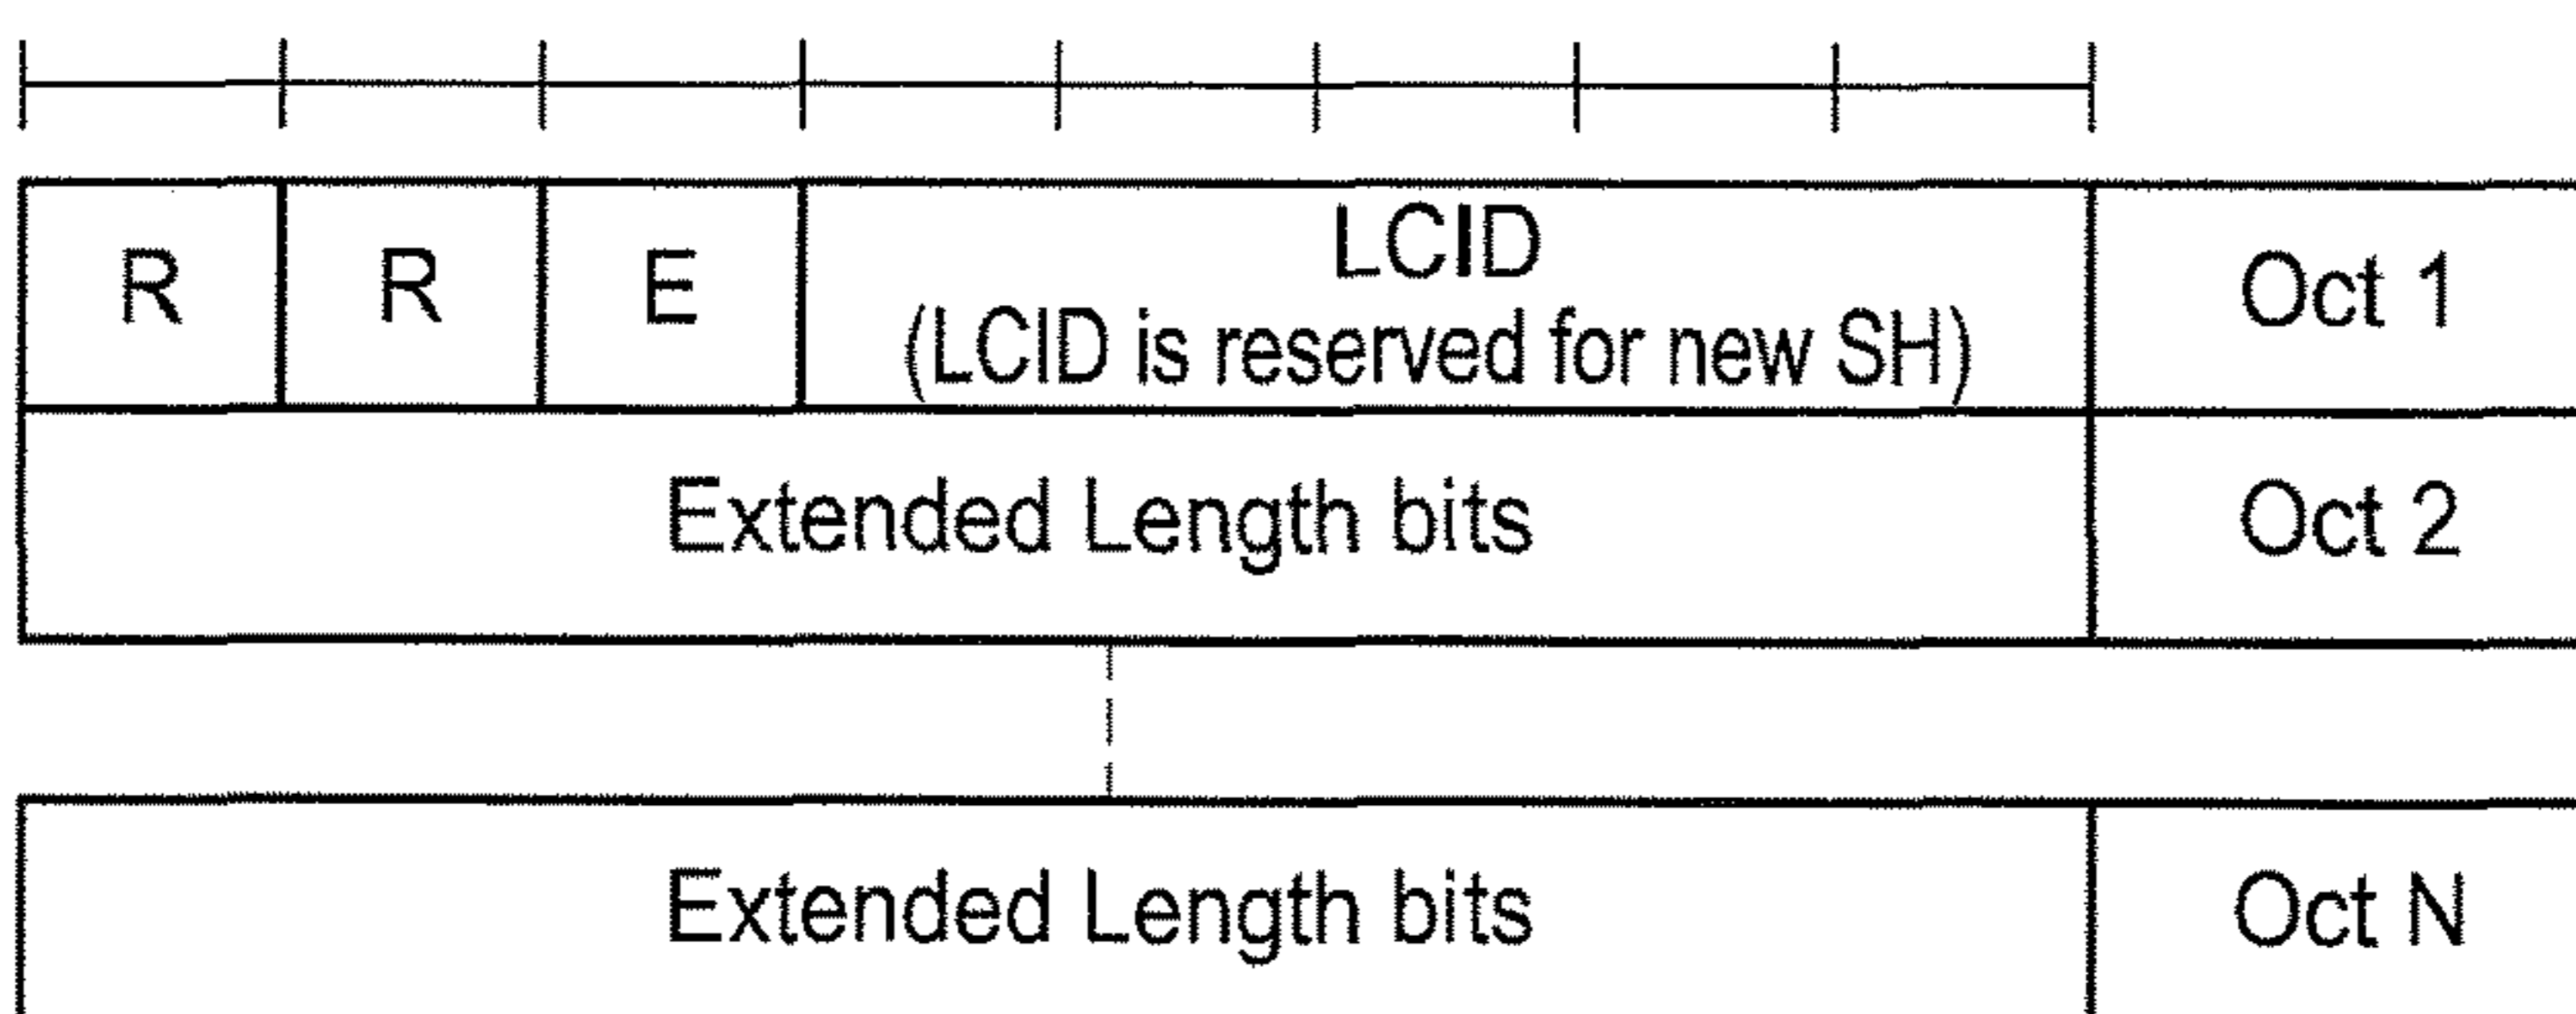 R R E LCID Oct 1
(LCID is reserved for new SH)
Extended Length bits Oct 2
Extended Length bits Oct N